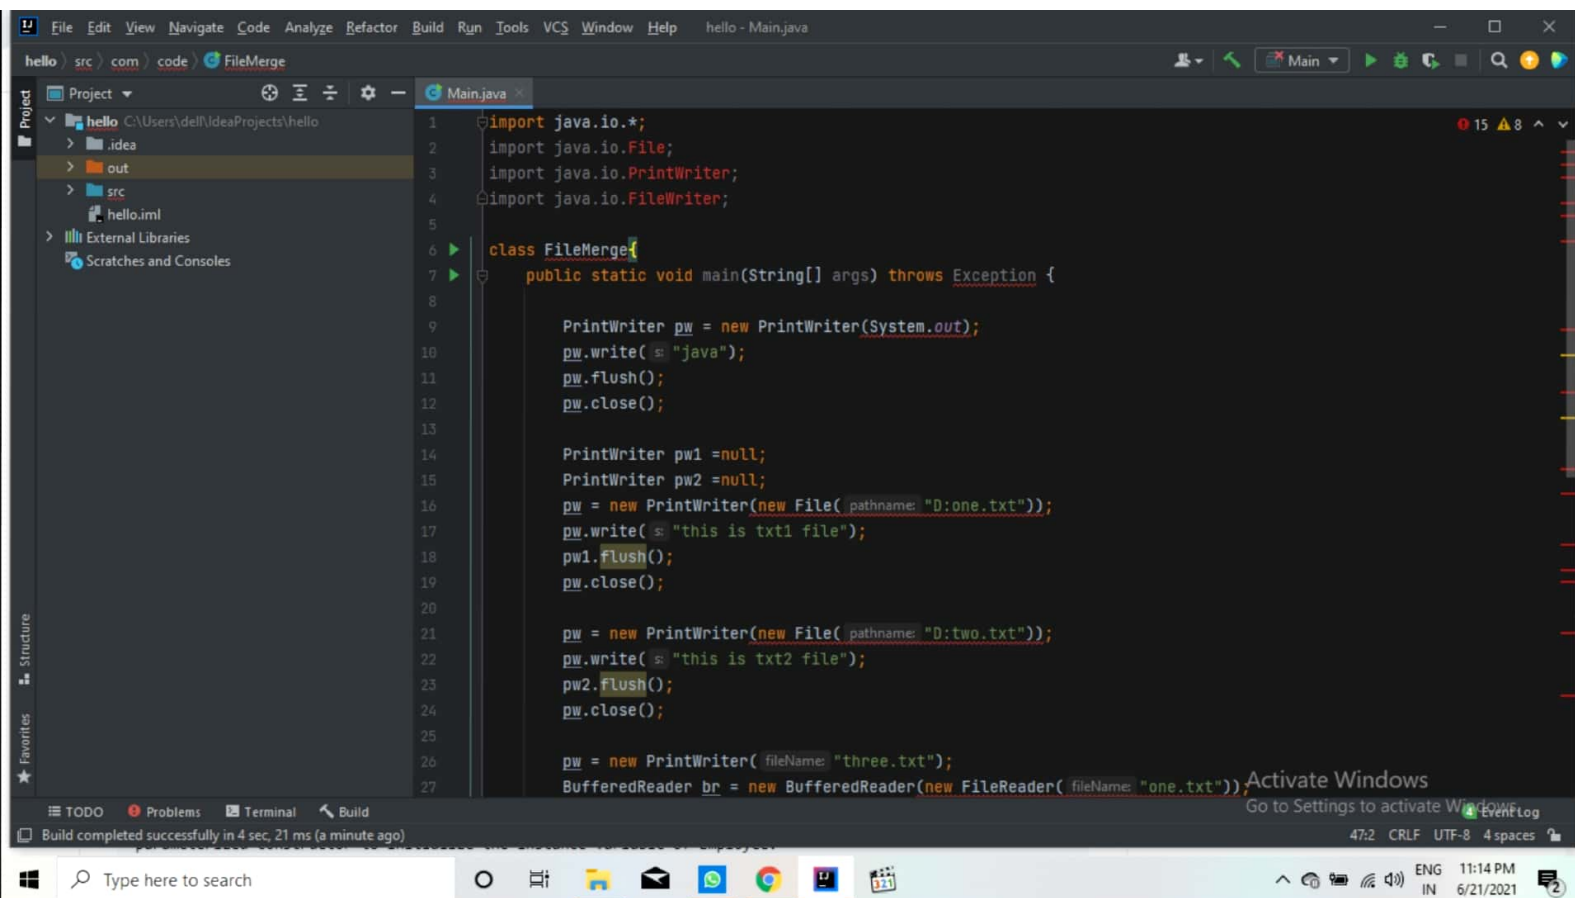 File Edit View Navigate Code Analyze Refactor Build Run Tools VCS Window Help hello - Main.java
hello src com code FileMerge Main
Project Main.java
Project
hello C:\Users\dell\IdeaProjects\hello
.idea
out
src
hello.iml
External Libraries
Scratches and Consoles
15 8
1 import java.io.*;
2 import java.io.File;
3 import java.io.PrintWriter;
4 import java.io.FileWriter;
5
6 class FileMerge{
7 public static void main(String[] args) throws Exception {
8
9 PrintWriter pw = new PrintWriter(System.out);
10 pw.write( s: "java");
11 pw.flush();
12 pw.close();
13
14 PrintWriter pw1 =null;
15 PrintWriter pw2 =null;
16 pw = new PrintWriter(new File( pathname: "D:one.txt"));
17 pw.write( s: "this is txt1 file");
18 pw1.flush();
19 pw.close();
20
21 pw = new PrintWriter(new File( pathname: "D:two.txt"));
22 pw.write( s: "this is txt2 file");
23 pw2.flush();
24 pw.close();
25
26 pw = new PrintWriter( fileName: "three.txt");
27 BufferedReader br = new BufferedReader(new FileReader( fileName: "one.txt"));
Structure
Favorites
Activate Windows
Go to Settings to activate Windows.
TODO Problems Terminal Build 4 Event Log
Build completed successfully in 4 sec, 21 ms (a minute ago) 47:2 CRLF UTF-8 4 spaces
Type here to search
321
ENG 11:14 PM
IN 6/21/2021
2